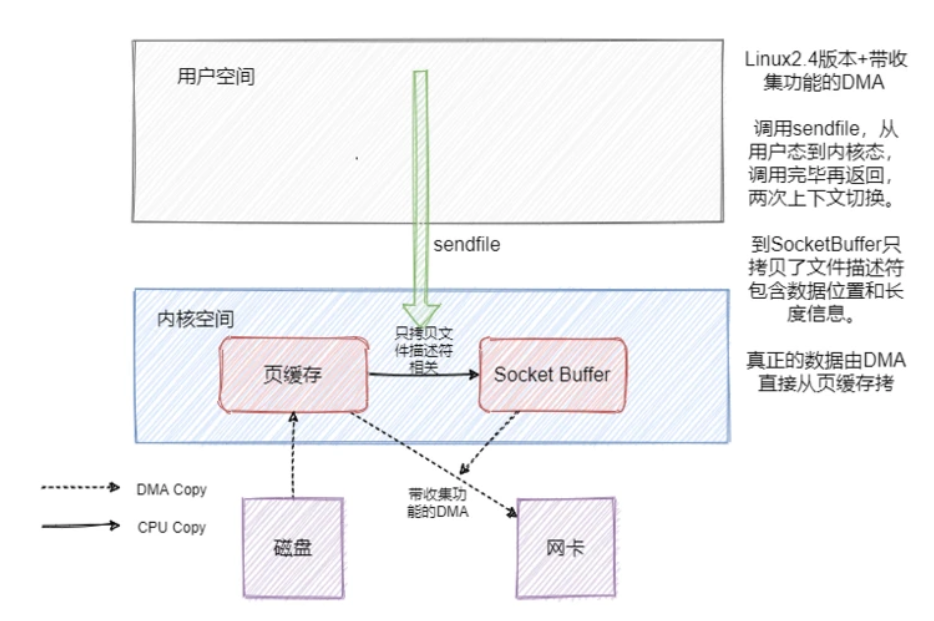 用户空间
Linux2.4版本+带收
集功能的DMA
调用sendfile，从
用户态到内核态，
调用完毕再返回，
两次上下文切换。
sendfile
到SocketBuffer只
拷贝了文件描述符
包含数据位置和长
度信息。
真正的数据由DMA
直接从页缓存拷
内核空间
只拷贝文
件描述符
相关
页缓存
Socket Buffer
带收集功
能的DMA
DMA Copy
CPU Copy
磁盘
网卡